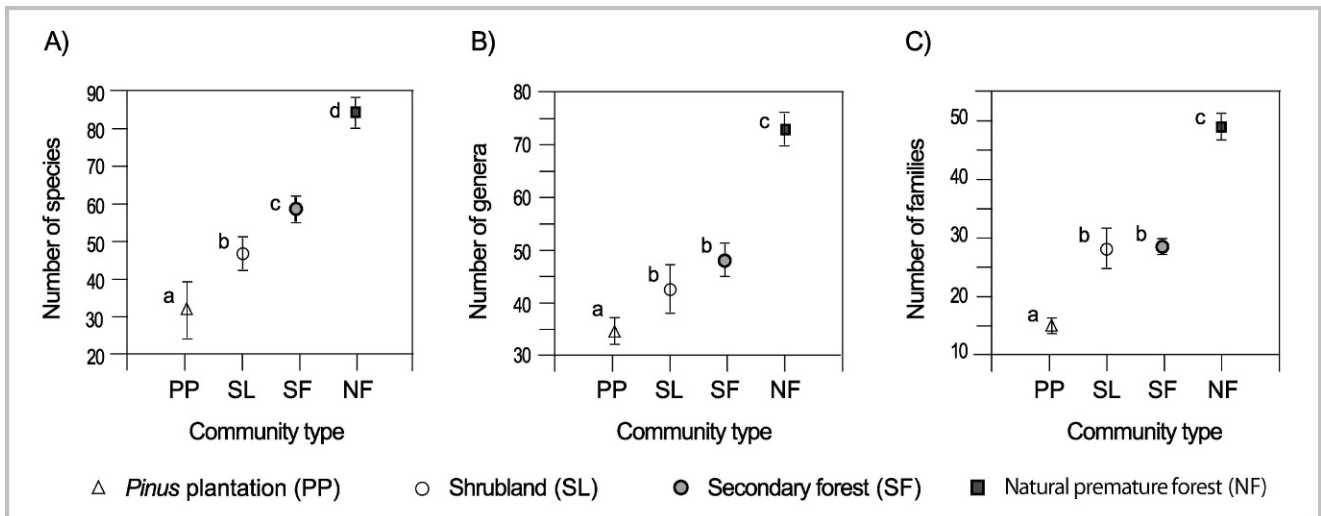 A)
Number of species
90
80
70
60
50
40
30
20
a
b
c
d
PP SL SF NF
Community type
B)
Number of genera
80
70
60
50
40
30
a
b
b
c
PP SL SF NF
Community type
C)
Number of families
50
40
30
20
10
a
b
b
c
PP SL SF NF
Community type
Pinus plantation (PP) Shrubland (SL) Secondary forest (SF) Natural premature forest (NF)